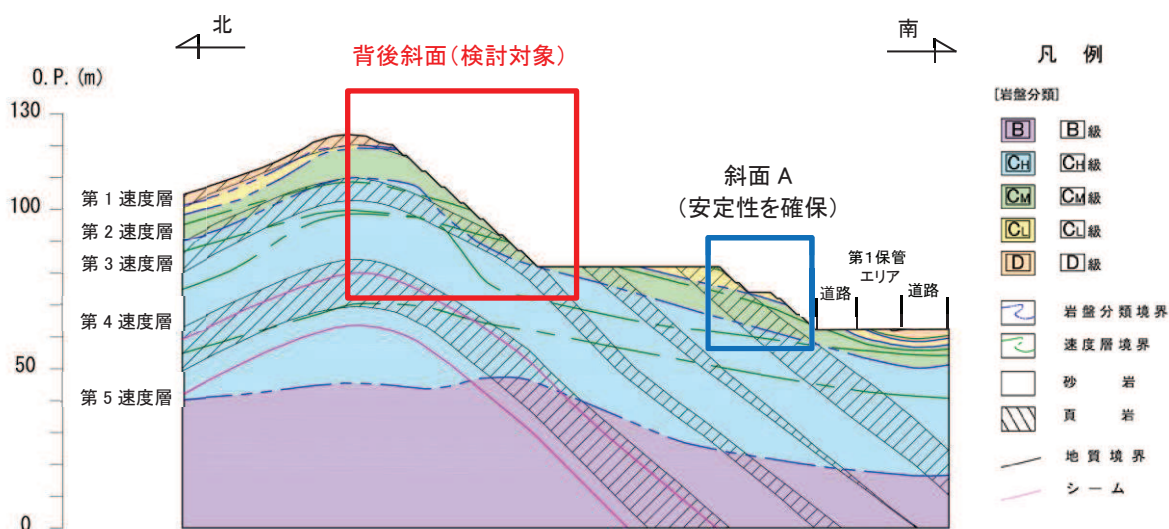 北
南
背後斜面(検討対象)
O.P.(m)
130
100
50
0
第1速度層
第2速度層
第3速度層
第4速度層
第5速度層
斜面 A
(安定性を確保)
道路
第1保管
エリア
道路
凡 例
[岩盤分類]
B B級
CH CH級
CM CM級
CL CL級
D D級
岩盤分類境界
速度層境界
砂 岩
頁 岩
地質境界
シーム